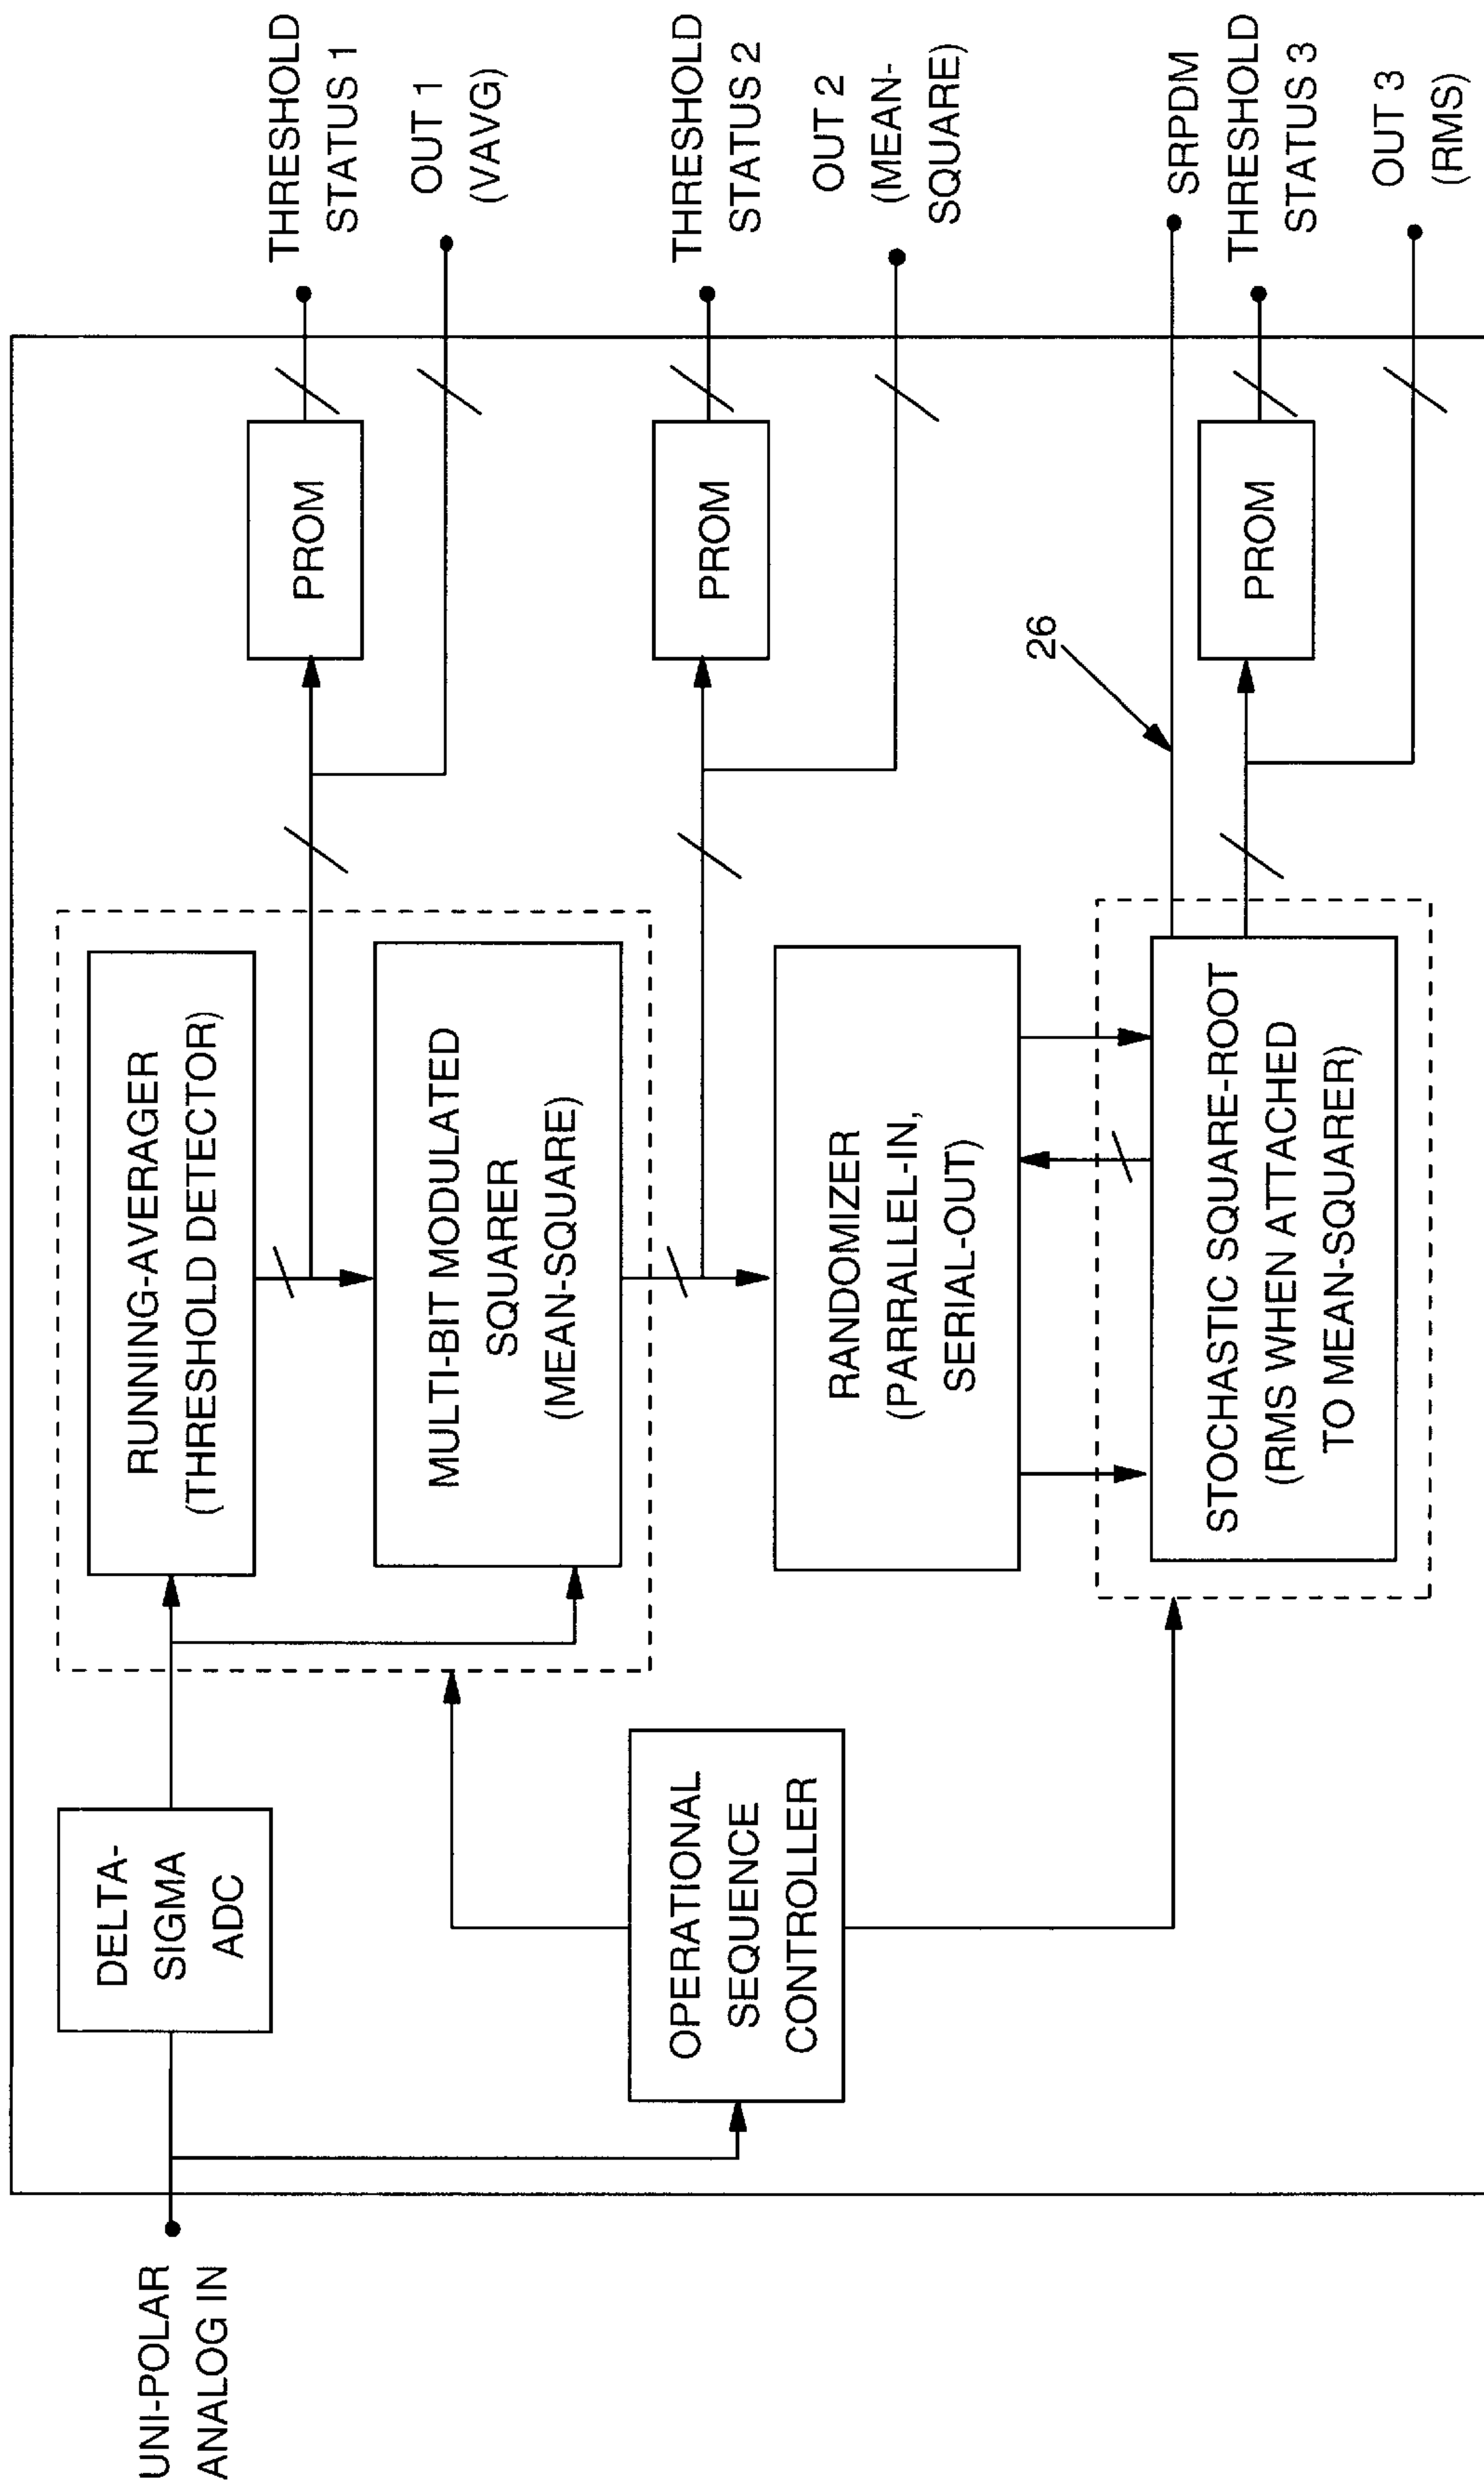 UNI-POLAR
ANALOG IN
DELTA-
SIGMA
ADC
OPERATIONAL
SEQUENCE
CONTROLLER
RUNNING-AVERAGER
(THRESHOLD DETECTOR)
MULTI-BIT MODULATED
SQUARER
(MEAN-SQUARE)
RANDOMIZER
(PARRALLEL-IN,
SERIAL-OUT)
STOCHASTIC SQUARE-ROOT
(RMS WHEN ATTACHED
TO MEAN-SQUARER)
PROM
PROM
26
PROM
THRESHOLD
STATUS 1
OUT 1
(VAVG)
THRESHOLD
STATUS 2
OUT 2
(MEAN-
SQUARE)
SRPDM
THRESHOLD
STATUS 3
OUT 3
(RMS)